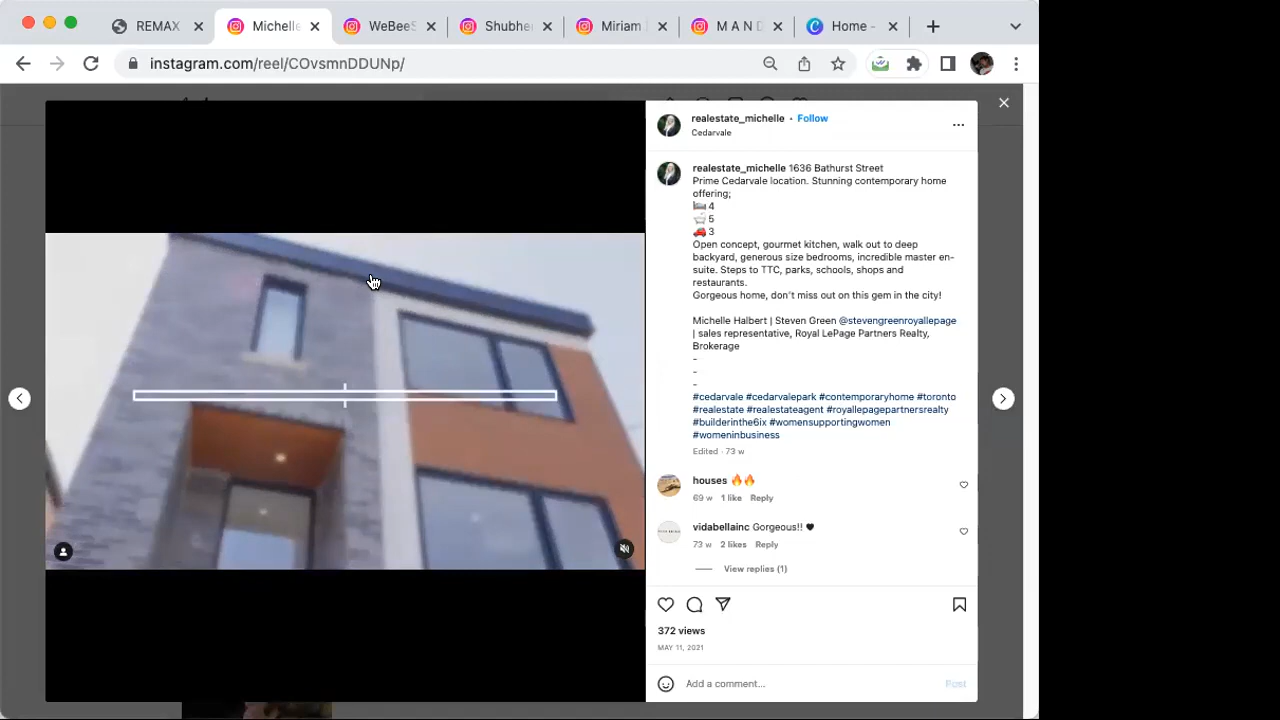 REMAX
Michelle
WeBeeS
Shubhe
Miriam
M A N D
Home -
instagram.com/reel/COvsmnDDUNp/
realestate_michelle • Follow
Cedarvale
realestate_michelle 1636 Bathurst Street
Prime Cedarvale location. Stunning contemporary home
offering;
🛏️ 4
🛁 5
🚗 3
Open concept, gourmet kitchen, walk out to deep
backyard, generous size bedrooms, incredible master en-
suite. Steps to TTC, parks, schools, shops and
restaurants.
Gorgeous home, don't miss out on this gem in the city!
Michelle Halbert | Steven Green @stevengreenroyallepage
| sales representative, Royal LePage Partners Realty,
Brokerage
-
-
-
#cedarvale #cedarvalepark #contemporaryhome #toronto
#realestate #realestateagent #royallepagepartnersrealty
#builderinthe6ix #womensupportingwomen
#womeninbusiness
Edited · 73 w
houses 🔥🔥
69 w 1 like Reply
vidabellainc Gorgeous!! 🖤
73 w 2 likes Reply
View replies (1)
372 views
MAY 11, 2021
Add a comment...
Post